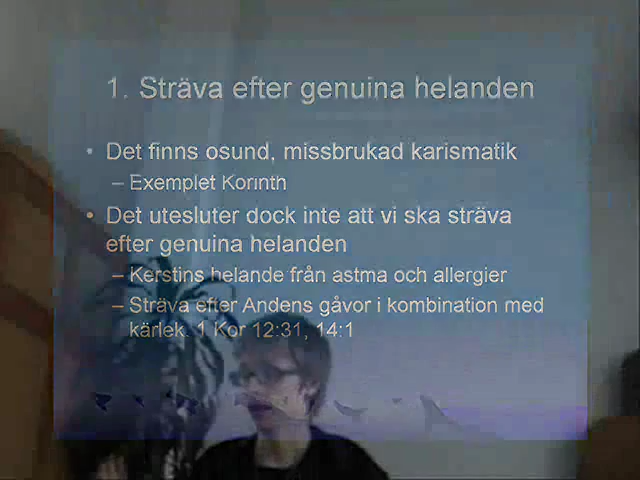 1. Sträva efter genuina helanden
• Det finns osund, missbrukad karismatik
– Exemplet Korinth
• Det utesluter dock inte att vi ska sträva
efter genuina helanden
– Kerstins helande från astma och allergier
– Sträva efter Andens gåvor i kombination med
kärlek. 1 Kor 12:31, 14:1